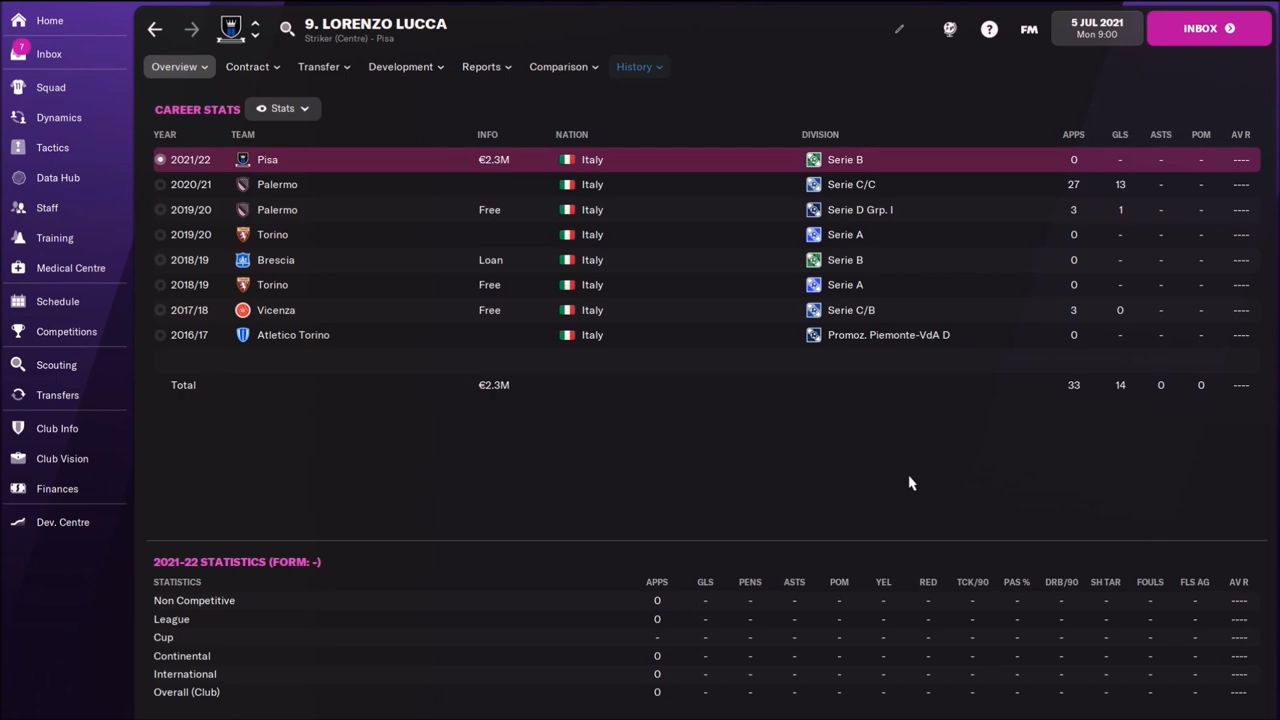 Home
7
Inbox
Squad
Dynamics
Tactics
Data Hub
Staff
Training
Medical Centre
Schedule
Competitions
Scouting
Transfers
Club Info
Club Vision
Finances
Dev. Centre
9. LORENZO LUCCA
Striker (Centre) - Pisa
FM
5 JUL 2021
Mon 9:00
INBOX
Overview Contract Transfer Development Reports Comparison History
CAREER STATS Stats
YEAR TEAM INFO NATION DIVISION APPS GLS ASTS POM AV R
2021/22 Pisa €2.3M Italy Serie B 0 - - - ----
2020/21 Palermo Italy Serie C/C 27 13 - - ----
2019/20 Palermo Free Italy Serie D Grp. I 3 1 - - ----
2019/20 Torino Italy Serie A 0 - - - ----
2018/19 Brescia Loan Italy Serie B 0 - - - ----
2018/19 Torino Free Italy Serie A 0 - - - ----
2017/18 Vicenza Free Italy Serie C/B 3 0 - - ----
2016/17 Atletico Torino Italy Promoz. Piemonte-VdA D 0 - - - ----
Total €2.3M 33 14 0 0 ----
2021-22 STATISTICS (FORM: -)
STATISTICS APPS GLS PENS ASTS POM YEL RED TCK/90 PAS % DRB/90 SH TAR FOULS FLS AG AV R
Non Competitive 0 - - - - - - - - - - - - ----
League 0 - - - - - - - - - - - - ----
Cup - - - - - - - - - - - - - ----
Continental 0 - - - - - - - - - - - - ----
International 0 - - - - - - - - - - - - ----
Overall (Club) 0 - - - - - - - - - - - - ----